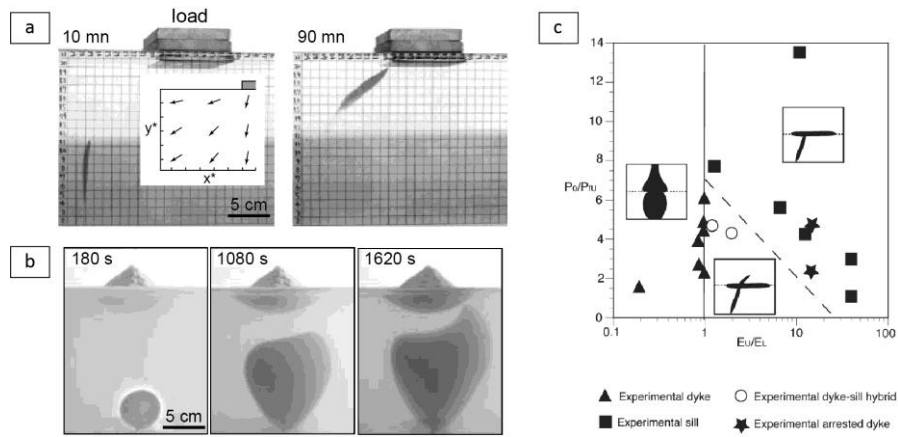 a
10 mn
load
90 mn
y*
x*
5 cm
b
180 s
1080 s
1620 s
5 cm
c
14
12
10
8
6
4
2
0
P₀/Pfu
0.1
1
10
100
EU/EL
Experimental dyke
Experimental dyke-sill hybrid
Experimental sill
Experimental arrested dyke